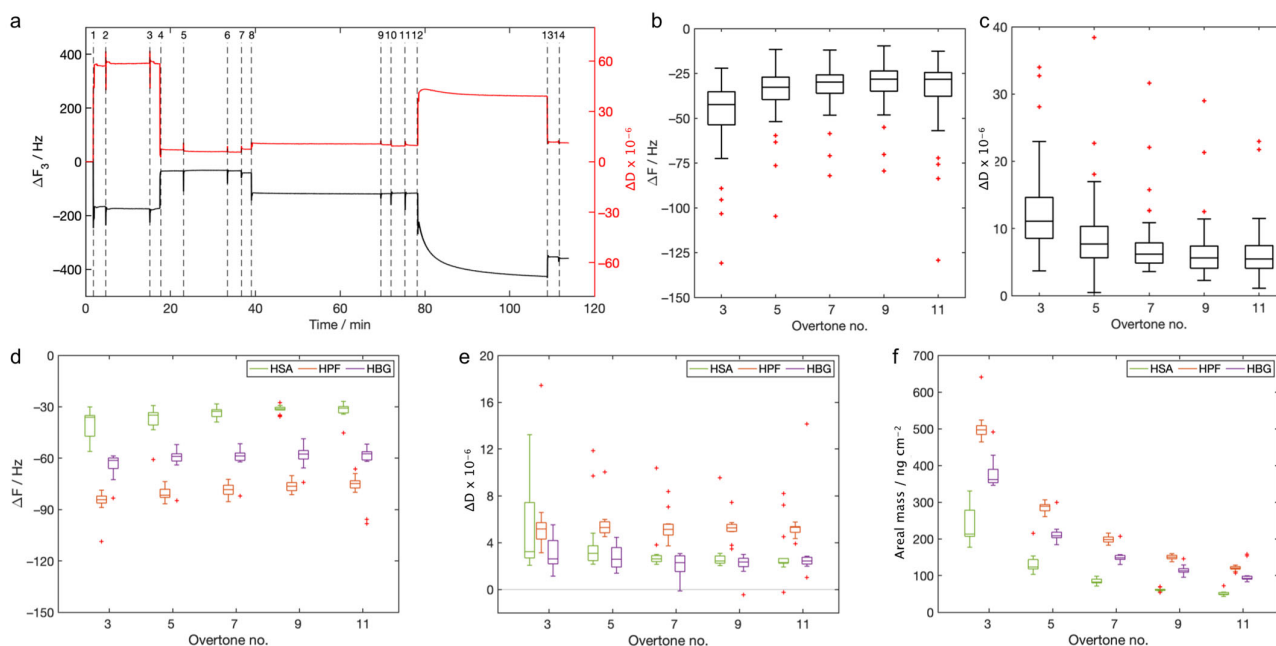 a
1 2 3 4 5 6 7 8 9 10 11 12 13 14
400
200
0
−200
−400
ΔF3 / Hz
60
30
0
−30
−60
ΔD x 10−6
0 20 40 60 80 100 120
Time / min
b
0
−25
−50
−75
−100
−125
−150
ΔF / Hz
3 5 7 9 11
Overtone no.
c
40
30
20
10
0
ΔD x 10−6
3 5 7 9 11
Overtone no.
d
HSA HPF HBG
0
−30
−60
−90
−120
−150
ΔF / Hz
3 5 7 9 11
Overtone no.
e
HSA HPF HBG
20
16
12
8
4
0
ΔD x 10−6
3 5 7 9 11
Overtone no.
f
HSA HPF HBG
700
600
500
400
300
200
100
0
Areal mass / ng cm−2
3 5 7 9 11
Overtone no.